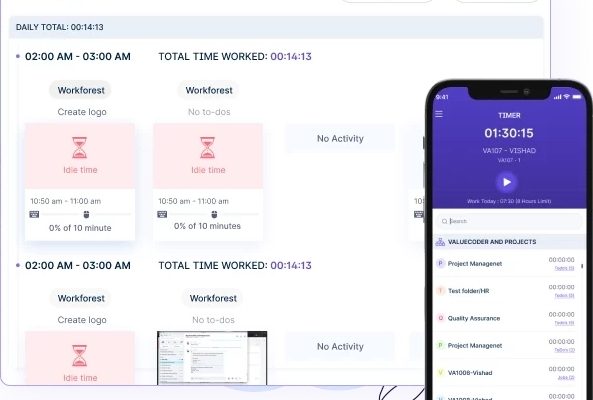 DAILY TOTAL: 00:14:13
02:00 AM - 03:00 AM TOTAL TIME WORKED: 00:14:13
Workforest Workforest
Create logo No to-dos
Idle time Idle time No Activity
10:50 am - 11:00 am 10:50 am - 11:00 am 10:50
0% of 10 minute 0% of 10 minutes
02:00 AM - 03:00 AM TOTAL TIME WORKED: 00:14:13
Workforest Workforest
Create logo No to-dos
Idle time No Activity
9:41
TIMER
01:30:15
VA107 - VISHAD
VA107 - 1
Work Today : 07:30 (8 Hours Limit)
Search
VALUECODER AND PROJECTS
P Project Managenet 00:00:00
T Test folder/HR 00:00:00
Q Quality Assurance 00:00:00
P Project Managenet 00:00:00
V VA1006-Vishad 00:00:00
00:00:00